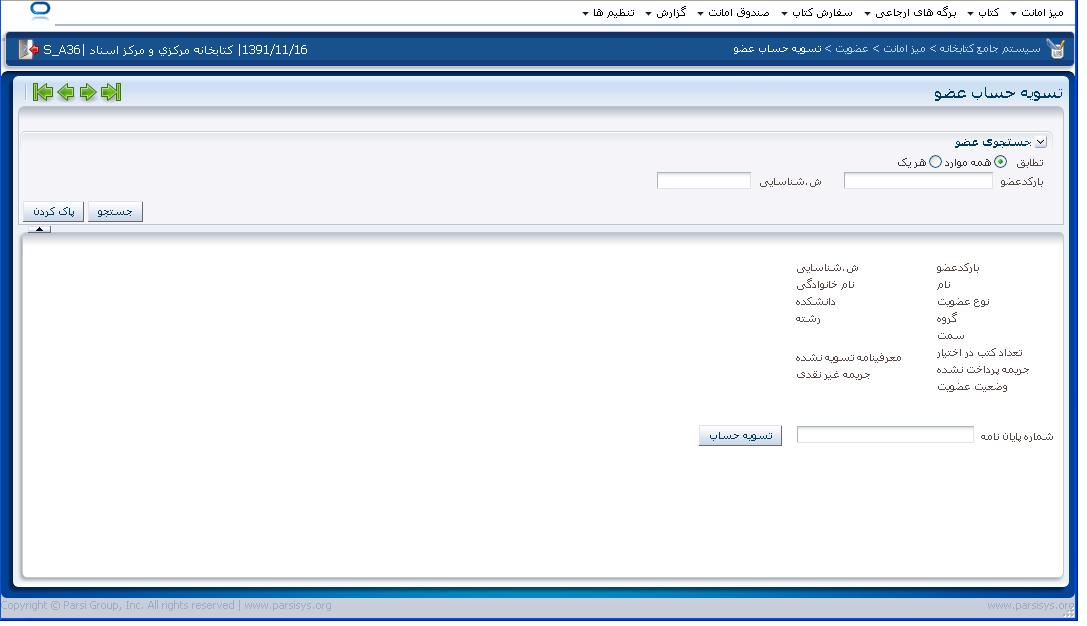 میز امانت کتاب برگه های ارجاعی سفارش کتاب صندوق امانت گزارش تنظیم ها
سیستم جامع کتابخانه > میز امانت > عضویت > تسویه حساب عضو
1391/11/16| کتابخانه مرکزي و مرکز اسناد |S_A36
تسویه حساب عضو
جستجوی عضو
تطابق همه موارد هر یک
بارکدعضو ش.شناسایی
جستجو پاک کردن
بارکدعضو ش.شناسایی
نام نام خانوادگی
نوع عضویت دانشکده
گروه رشته
سمت
تعداد کتب در اختیار معرفینامه تسویه نشده
جریمه پرداخت نشده جریمه غیر نقدی
وضعیت عضویت
شماره پایان نامه تسویه حساب
Copyright © Parsi Group, Inc. All rights reserved | www.parsisys.org www.parsisys.org